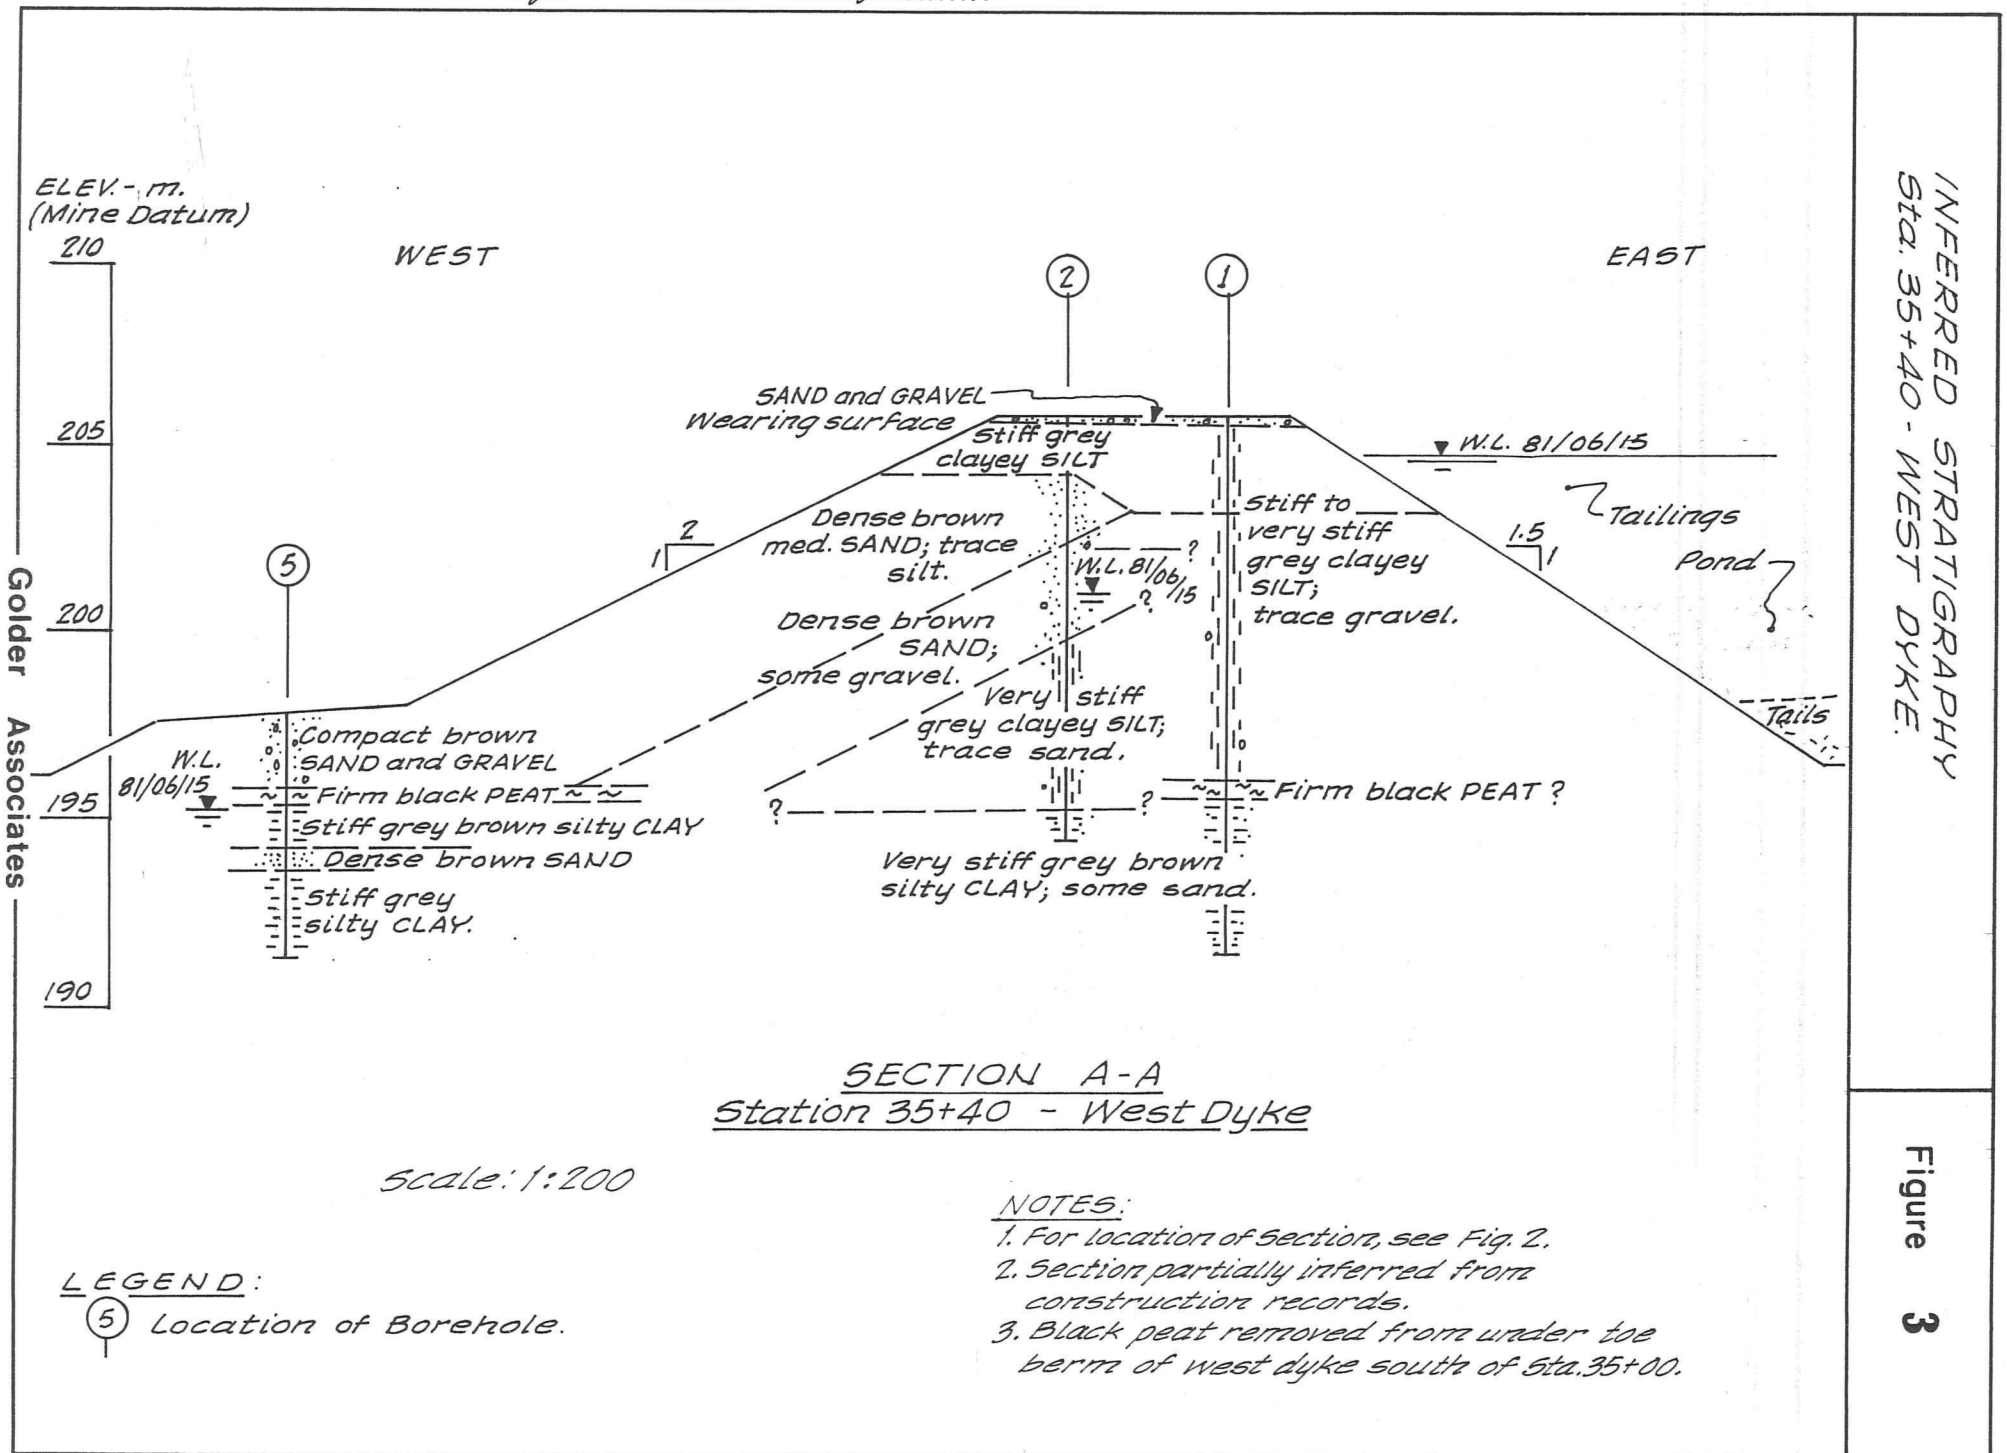 ELEV.- m.
(Mine Datum)
210
205
200
195
190
WEST
EAST
2
1
5
SAND and GRAVEL
Wearing surface
Stiff grey
clayey SILT
Dense brown
med. SAND; trace
silt.
Dense brown
SAND;
some gravel.
Very stiff
grey clayey SILT;
trace sand.
Very stiff grey brown
silty CLAY; some sand.
?
W.L. 81/06/15
?
?
?
Stiff to
very stiff
grey clayey
SILT;
trace gravel.
Firm black PEAT ?
W.L. 81/06/15
Tailings
Pond
Tails
1.5
1
2
1
Compact brown
SAND and GRAVEL
W.L.
81/06/15
Firm black PEAT
Stiff grey brown silty CLAY
Dense brown SAND
Stiff grey
silty CLAY.
SECTION A-A
Station 35+40 - West Dyke
Scale: 1:200
LEGEND:
5 Location of Borehole.
NOTES:
1. For location of Section, see Fig. 2.
2. Section partially inferred from
construction records.
3. Black peat removed from under toe
berm of west dyke south of Sta.35+00.
Golder Associates
INFERRED STRATIGRAPHY
Sta. 35+40 - WEST DYKE.
Figure 3